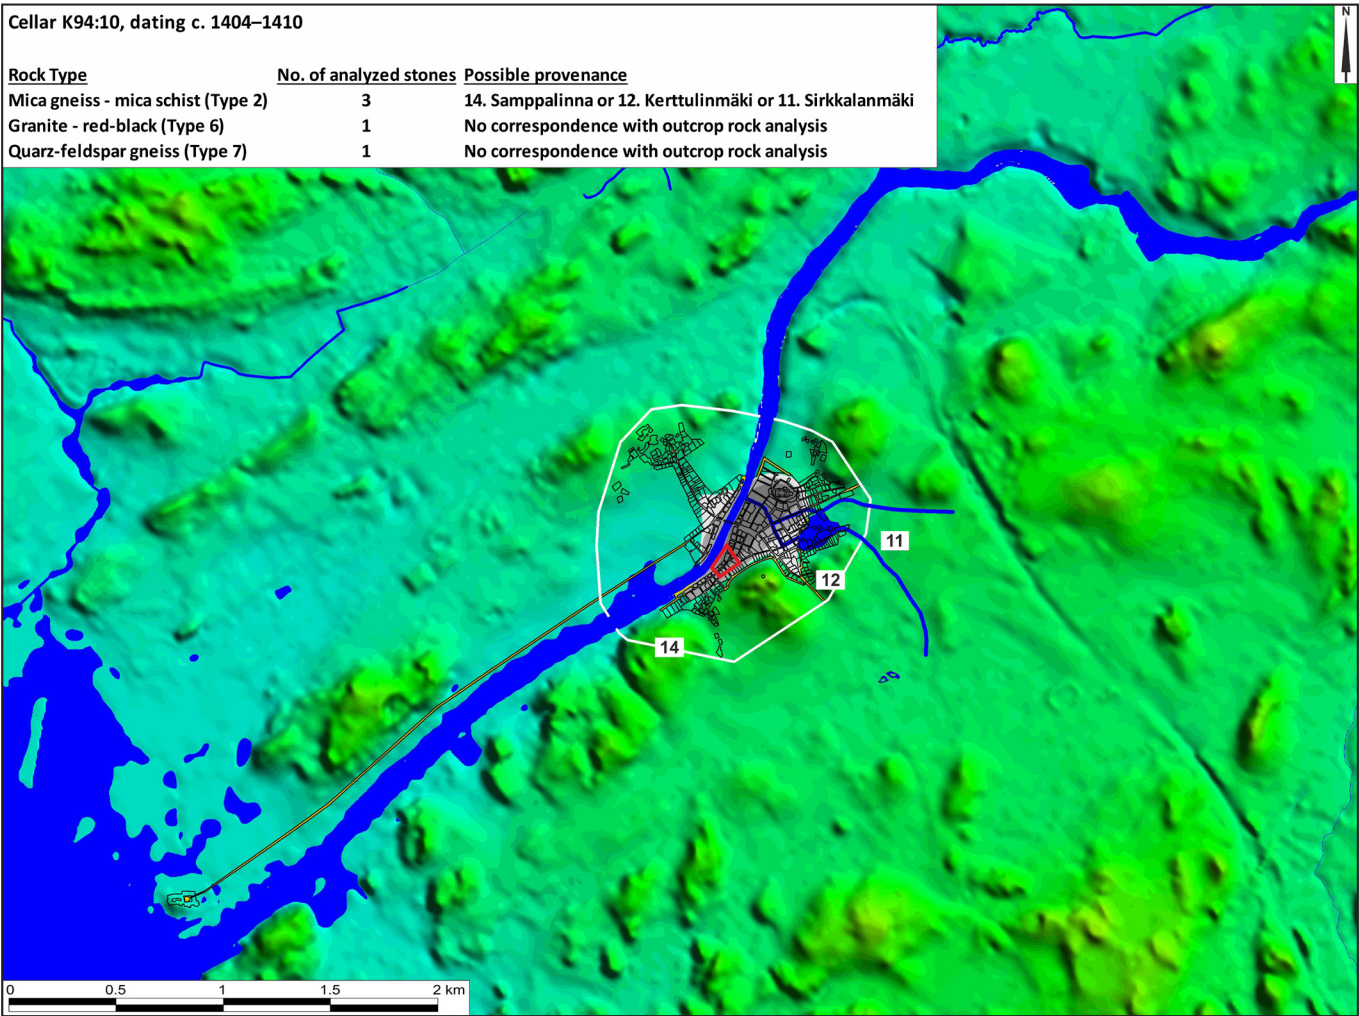 Cellar K94:10, dating c. 1404–1410
N
Rock Type No. of analyzed stones Possible provenance
Mica gneiss - mica schist (Type 2) 3 14. Samppalinna or 12. Kerttulinmäki or 11. Sirkkalanmäki
Granite - red-black (Type 6) 1 No correspondence with outcrop rock analysis
Quarz-feldspar gneiss (Type 7) 1 No correspondence with outcrop rock analysis
11
12
14
0 0.5 1 1.5 2 km